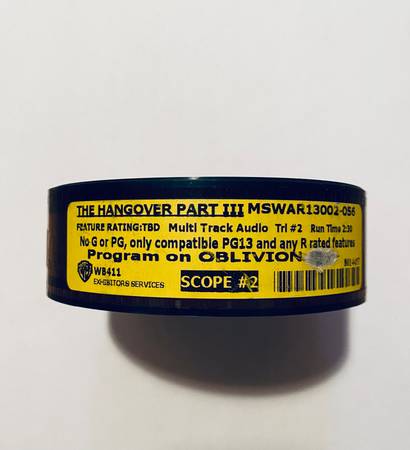 THE HANGOVER PART III MSWAR13002-056
FEATURE RATING:TBD Multi Track Audio Trl #2 Run Time 2:30
No G or PG, only compatible PG13 and any R rated features
Program on OBLIVION
WB411
EXHIBITORS SERVICES
SCOPE #2